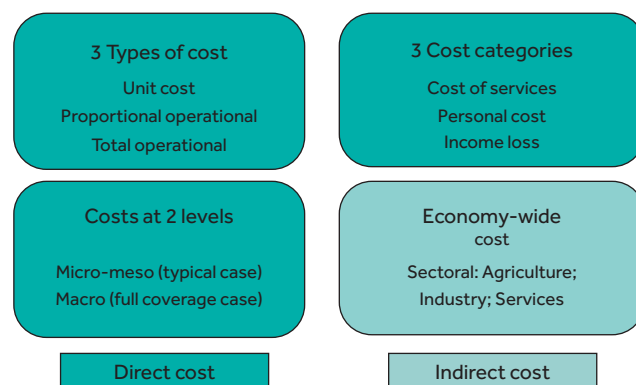 3 Types of cost
Unit cost
Proportional operational
Total operational
3 Cost categories
Cost of services
Personal cost
Income loss
Costs at 2 levels
Micro-meso (typical case)
Macro (full coverage case)
Economy-wide
cost
Sectoral: Agriculture;
Industry; Services
Direct cost
Indirect cost